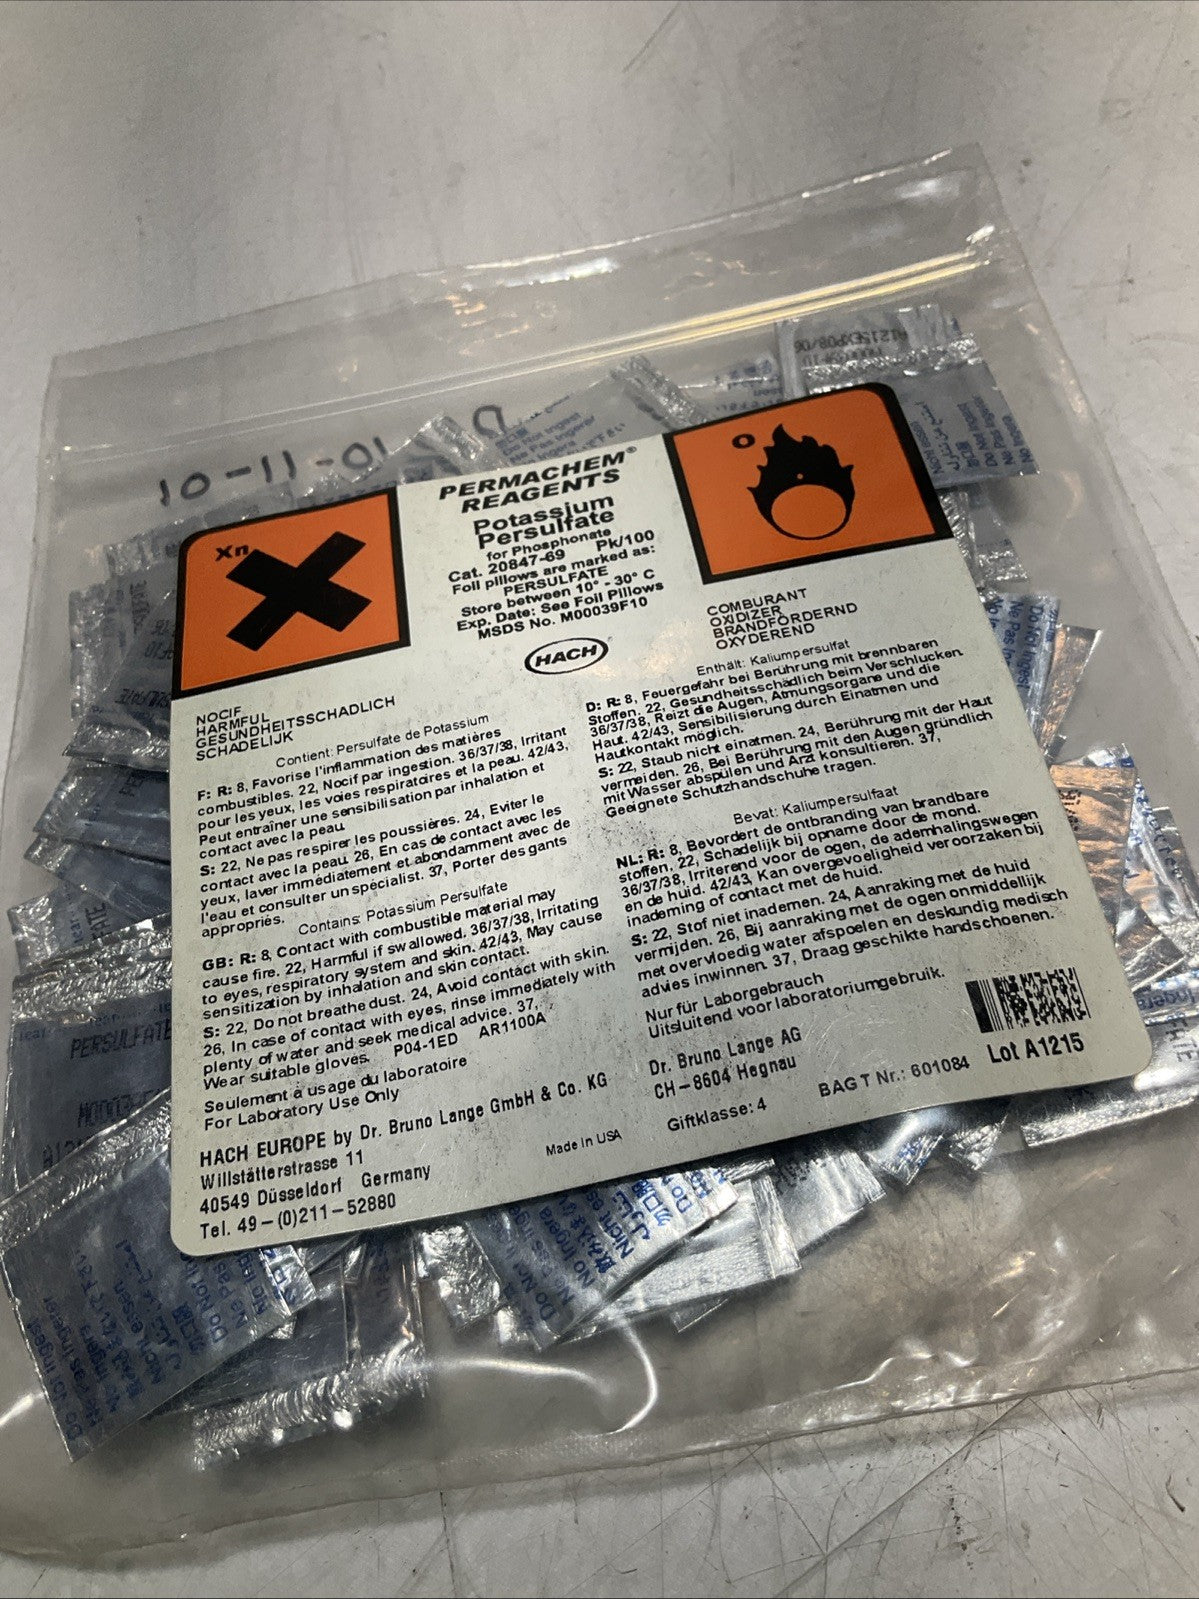 A1215EXP08/06
10-11-01
Xn
PERMACHEM®
REAGENTS
Potassium
Persulfate
for Phosphonate
Cat. 20847-69 Pk/100
Foil pillows are marked as:
PERSULFATE
Store between 10° - 30° C
Exp. Date: See Foil Pillows
MSDS No. M00039F10
HACH
O
NOCIF
HARMFUL
GESUNDHEITSSCHADLICH
SCHADELIJK
Contient: Persulfate de Potassium
F: R: 8, Favorise l'inflammation des matières
combustibles. 22, Nocif par ingestion. 36/37/38, Irritant
pour les yeux, les voies respiratoires et la peau. 42/43,
Peut entraîner une sensibilisation par inhalation et
contact avec la peau.
S: 22, Ne pas respirer les poussières. 24, Eviter le
contact avec la peau. 26, En cas de contact avec les
yeux, laver immédiatement et abondamment avec de
l'eau et consulter un spécialist. 37, Porter des gants
appropriés.
Contains: Potassium Persulfate
GB: R: 8, Contact with combustible material may
cause fire. 22, Harmful if swallowed. 36/37/38, Irritating
to eyes, respiratory system and skin. 42/43, May cause
sensitization by inhalation and skin contact.
S: 22, Do not breathe dust. 24, Avoid contact with skin.
26, In case of contact with eyes, rinse immediately with
plenty of water and seek medical advice. 37,
Wear suitable gloves. P04-1ED AR1100A
Seulement à usage du laboratoire
For Laboratory Use Only
HACH EUROPE by Dr. Bruno Lange GmbH & Co. KG
Willstätterstrasse 11
40549 Düsseldorf Germany
Tel. 49-(0)211-52880
Made in USA
COMBURANT
OXIDIZER
BRANDFÖRDERND
OXYDEREND
Enthält: Kaliumpersulfat
D: R: 8, Feuergefahr bei Berührung mit brennbaren
Stoffen. 22, Gesundheitsschädlich beim Verschlucken.
36/37/38, Reizt die Augen, Atmungsorgane und die
Haut. 42/43, Sensibilisierung durch Einatmen und
Hautkontakt möglich.
S: 22, Staub nicht einatmen. 24, Berührung mit der Haut
vermeiden. 26, Bei Berührung mit den Augen gründlich
mit Wasser abspülen und Arzt konsultieren. 37,
Geeignete Schutzhandschuhe tragen.
Bevat: Kaliumpersulfaat
NL: R: 8, Bevordert de ontbranding van brandbare
stoffen, 22, Schadelijk bij opname door de mond.
36/37/38, Irriterend voor de ogen, de ademhalingswegen
en de huid. 42/43, Kan overgevoeligheid veroorzaken bij
inademing of contact met de huid.
S: 22, Stof niet inademen. 24, Aanraking met de huid
vermijden. 26, Bij aanraking met de ogen onmiddellijk
met overvloedig water afspoelen en deskundig medisch
advies inwinnen. 37, Draag geschikte handschoenen.
Nur für Laborgebrauch
Uitsluitend voor laboratoriumgebruik.
Dr. Bruno Lange AG
CH-8604 Hegnau
Giftklasse: 4
BAG T Nr.: 601084
Lot A1215
PERSULFATE
Do Not Ingest
Ne Pas Ingérer
No Ingera
Nicht essen